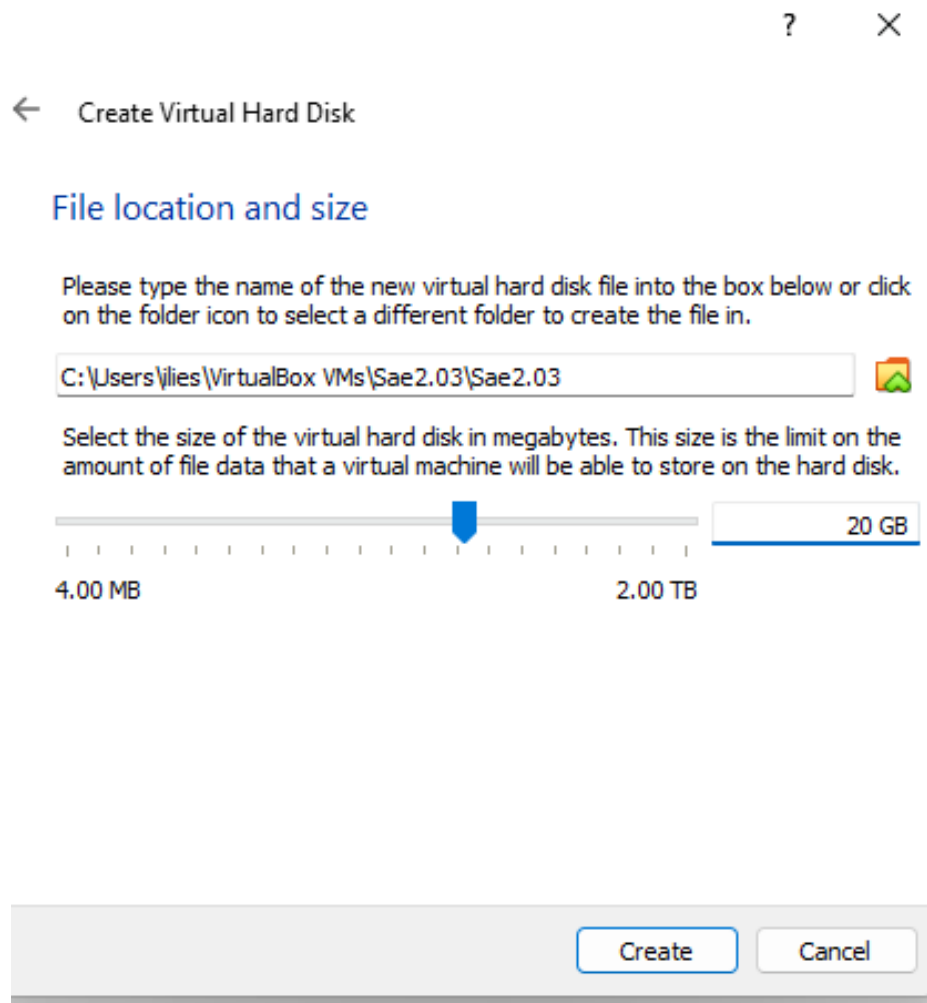 ?
Create Virtual Hard Disk
File location and size
Please type the name of the new virtual hard disk file into the box below or click
on the folder icon to select a different folder to create the file in.
C:\Users\ilies\VirtualBox VMs\Sae2.03\Sae2.03
Select the size of the virtual hard disk in megabytes. This size is the limit on the
amount of file data that a virtual machine will be able to store on the hard disk.
20 GB
4.00 MB
2.00 TB
Create
Cancel